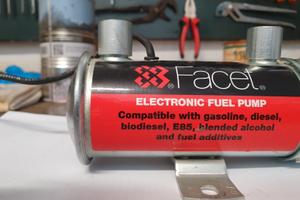 Facet®
ELECTRONIC FUEL PUMP
Compatible with gasoline, diesel,
biodiesel, E85, blended alcohol
and fuel additives